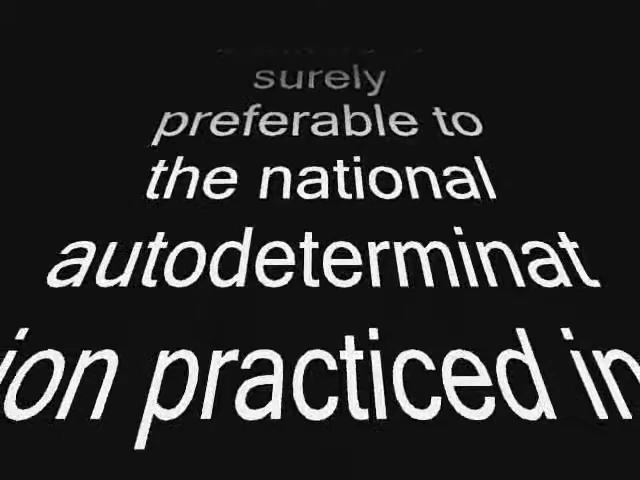 surely
preferable to
the national
autodeterminat
ion practiced in